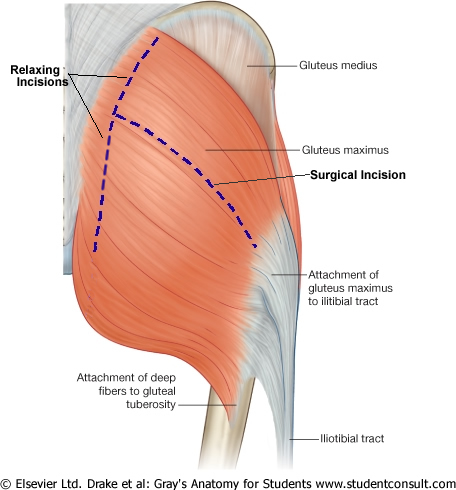 Relaxing
Incisions
Gluteus medius
Gluteus maximus
Surgical Incision
Attachment of
gluteus maximus
to ilitibial tract
Attachment of deep
fibers to gluteal
tuberosity
Iliotibial tract
© Elsevier Ltd. Drake et al: Gray's Anatomy for Students www.studentconsult.com